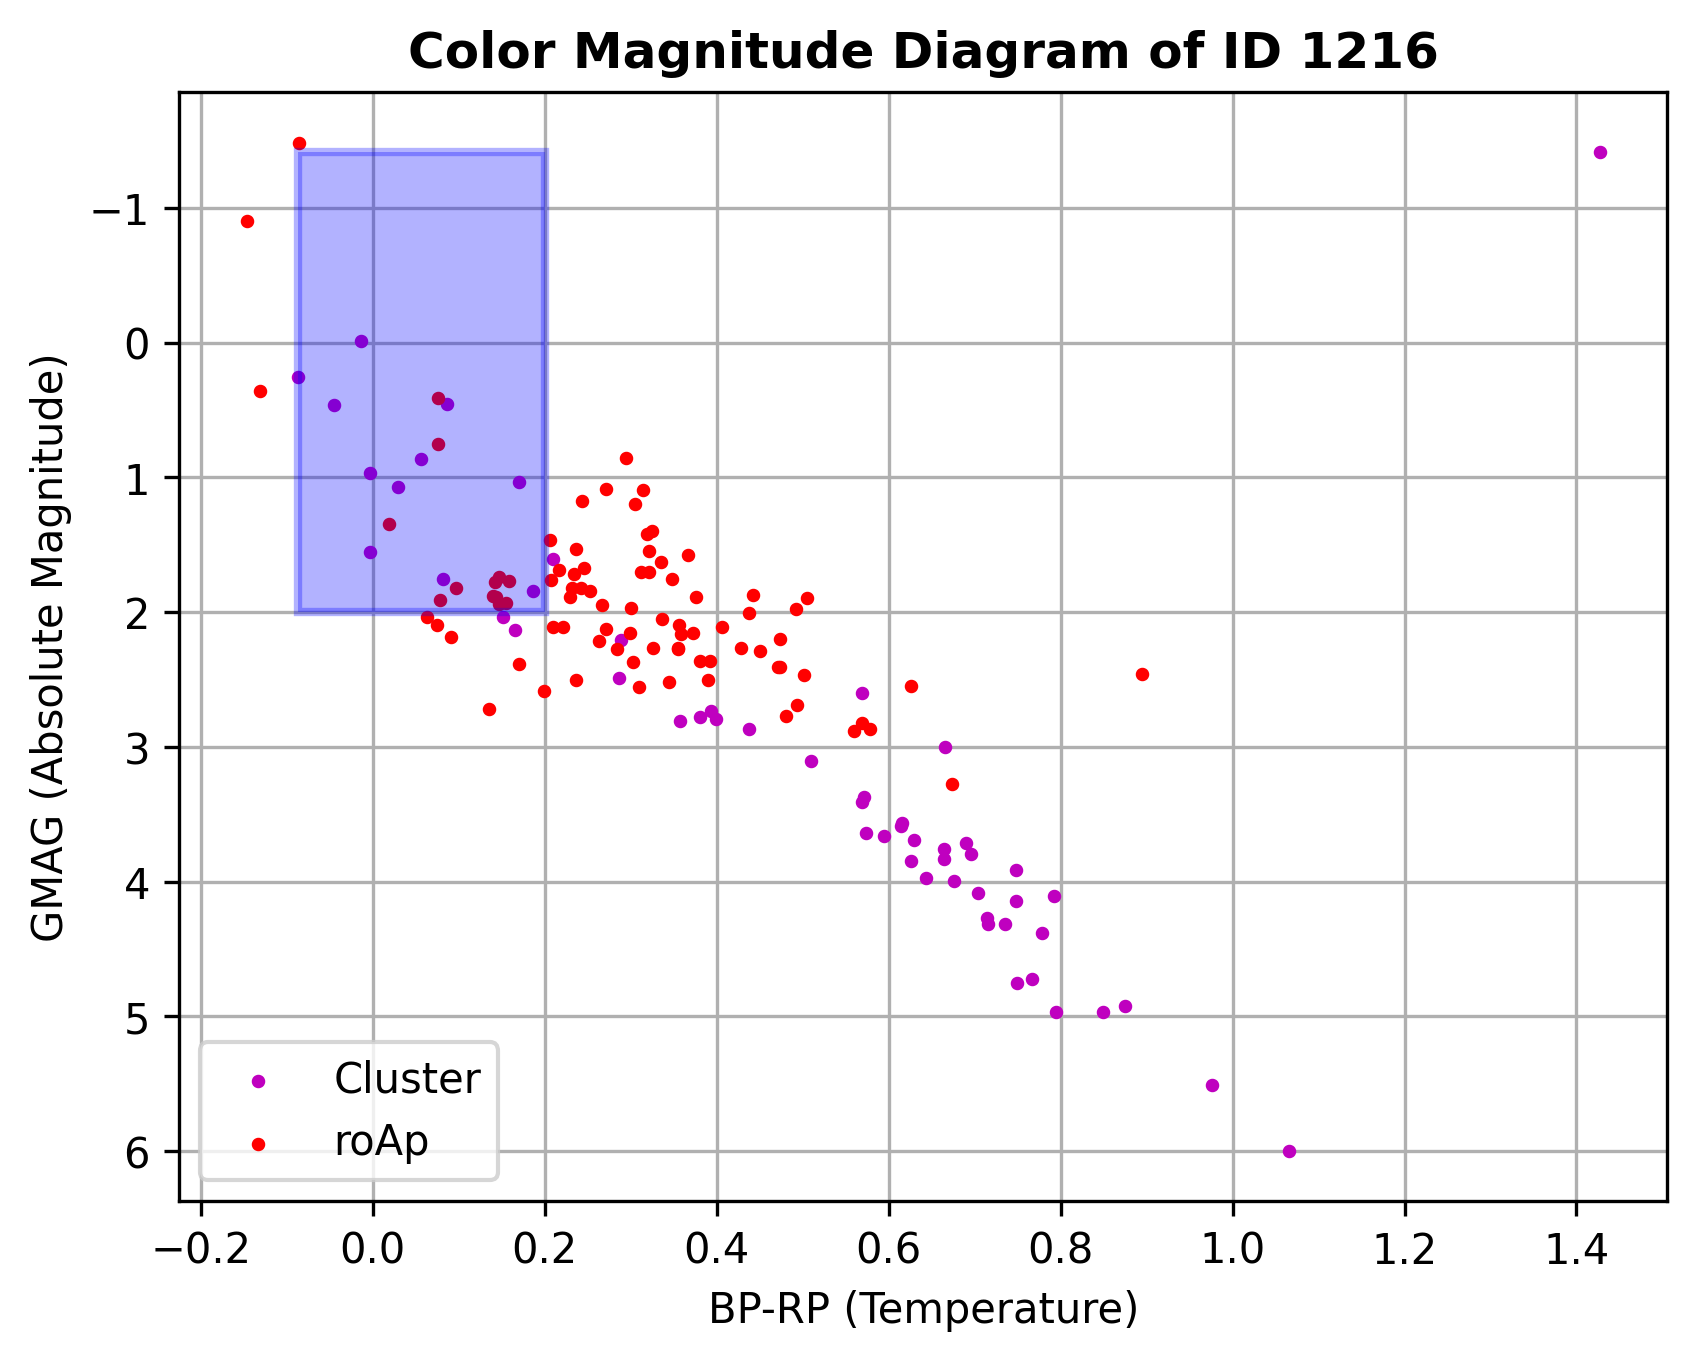 Color Magnitude Diagram of ID 1216
GMAG (Absolute Magnitude)
−1
0
1
2
3
4
5
6
Cluster
roAp
−0.2 0.0 0.2 0.4 0.6 0.8 1.0 1.2 1.4
BP-RP (Temperature)